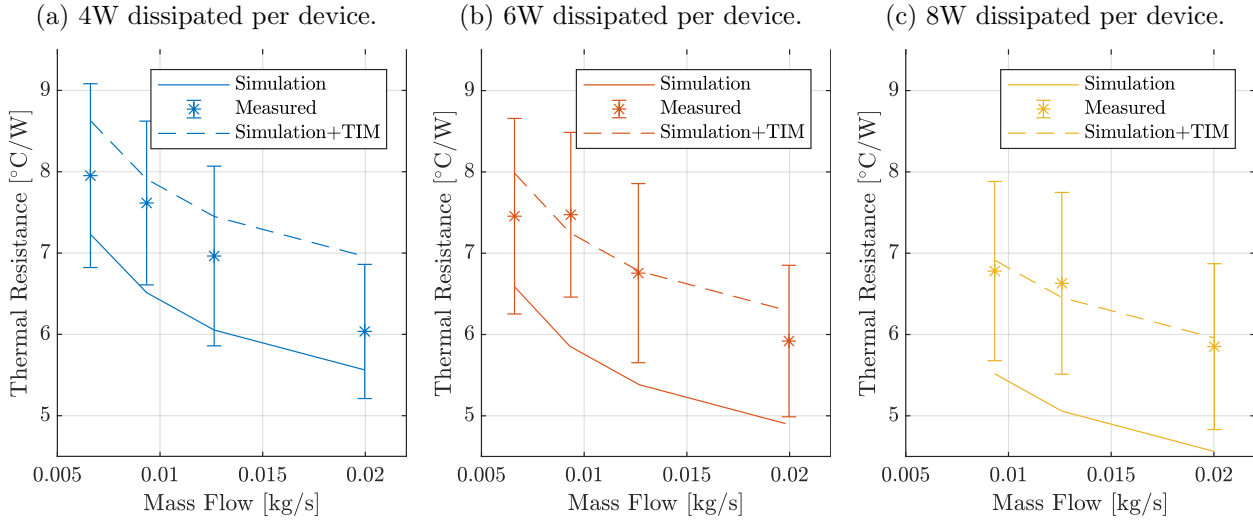 (a) 4W dissipated per device.
Simulation
Measured
Simulation+TIM
9
8
7
6
5
0.005
0.01
0.015
0.02
Thermal Resistance [°C/W]
Mass Flow [kg/s]
(b) 6W dissipated per device.
Simulation
Measured
Simulation+TIM
9
8
7
6
5
0.005
0.01
0.015
0.02
Thermal Resistance [°C/W]
Mass Flow [kg/s]
(c) 8W dissipated per device.
Simulation
Measured
Simulation+TIM
9
8
7
6
5
0.005
0.01
0.015
0.02
Thermal Resistance [°C/W]
Mass Flow [kg/s]